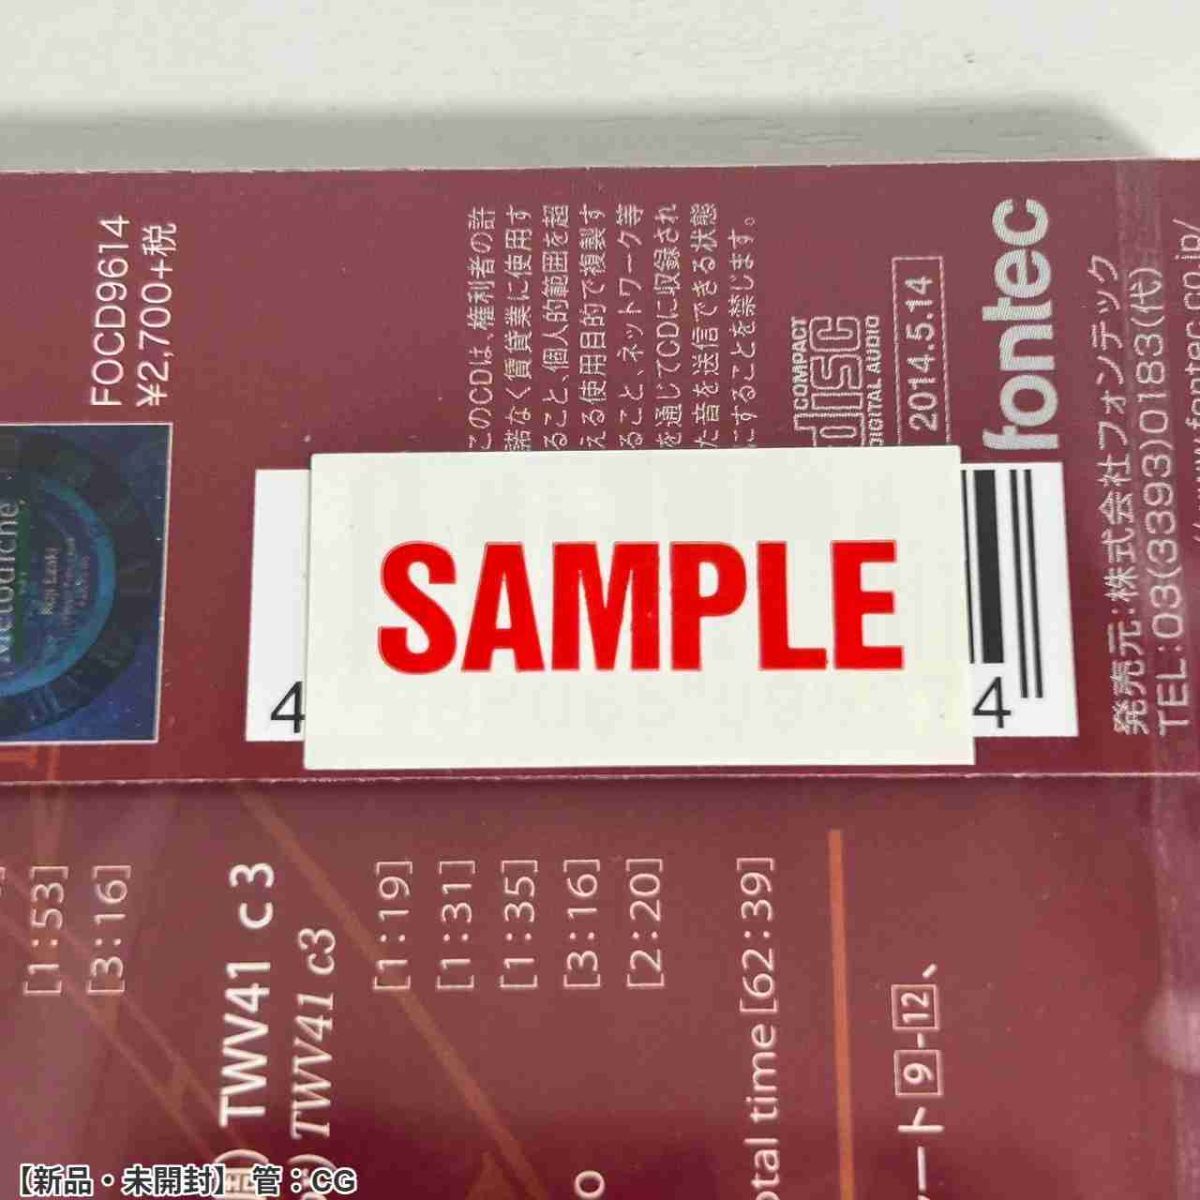 FOCD9614
¥2,700+税
このCDは、権利者の許
諾なく賃貸業に使用す
ること、個人的範囲を超
える使用目的で複製す
ること、ネットワーク等
を通じてCDに収録され
た音を送信できる状態
にすることを禁じます。
COMPACT
disc
DIGITAL AUDIO
2014.5.14
fontec
発売元:株式会社フォンテック
TEL:03(3393)0183(代)
SAMPLE
4
4
[1:53]
[3:16]
TWV41 c3
TWV41 c3
[1:19]
[1:31]
[1:35]
[3:16]
[2:20]
time [62:39]
ート9-12、
【新品・未開封】 管:CG